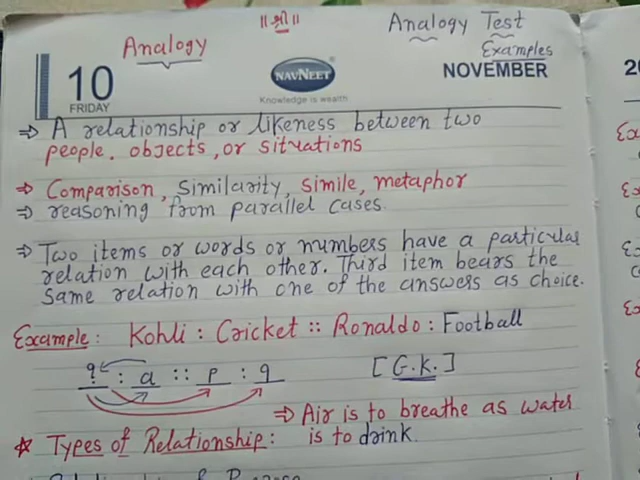 ॥ श्री ॥
Analogy Test
Analogy
Examples
10
FRIDAY
NAVNEET
Knowledge is wealth
NOVEMBER
20
⇒ A relationship or likeness between two
people, objects, or situations
⇒ Comparison, similarity, simile, metaphor
⇒ reasoning from parallel cases.
⇒ Two items or words or numbers have a particular
relation with each other. Third item bears the
same relation with one of the answers as choice.
Example: Kohli : Cricket :: Ronaldo : Football
? : a :: p : q [G.K.]
⇒ Air is to breathe as water
is to drink.
* Types of Relationship: